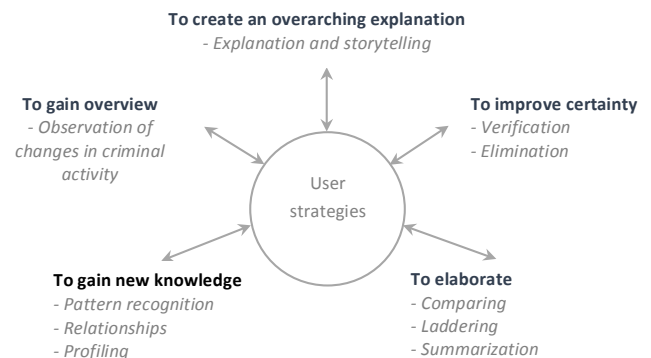 To create an overarching explanation
- Explanation and storytelling
To gain overview
- Observation of
changes in criminal
activity
To improve certainty
- Verification
- Elimination
User
strategies
To gain new knowledge
- Pattern recognition
- Relationships
- Profiling
To elaborate
- Comparing
- Laddering
- Summarization